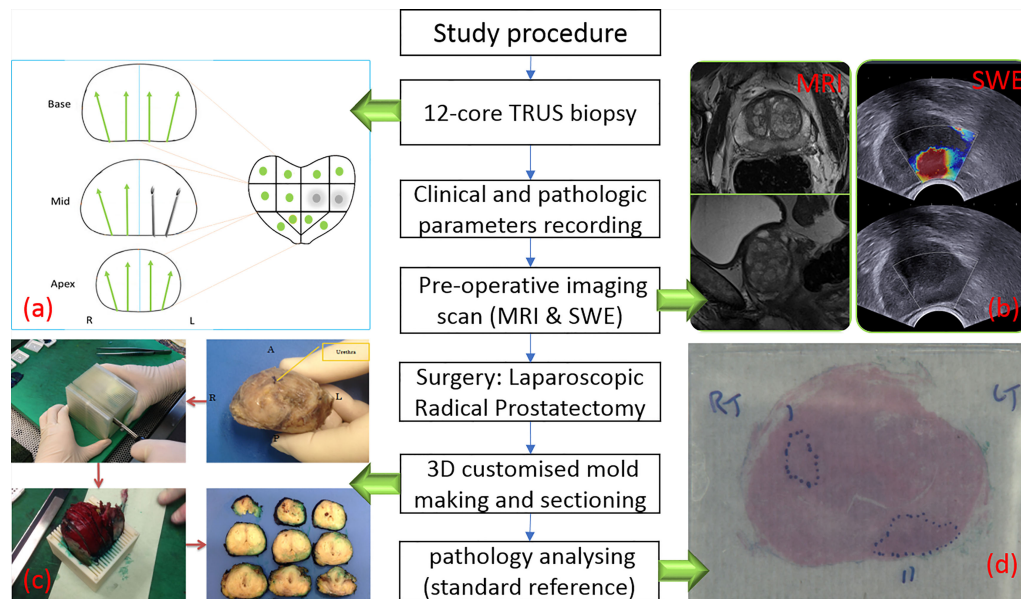 Study procedure
12-core TRUS biopsy
Clinical and pathologic
parameters recording
Pre-operative imaging
scan (MRI & SWE)
Surgery: Laparoscopic
Radical Prostatectomy
3D customised mold
making and sectioning
pathology analysing
(standard reference)
Base
Mid
Apex
R
L
(a)
MRI
SWE
(b)
A
Urethra
R
L
P
(c)
RT
LT
(d)